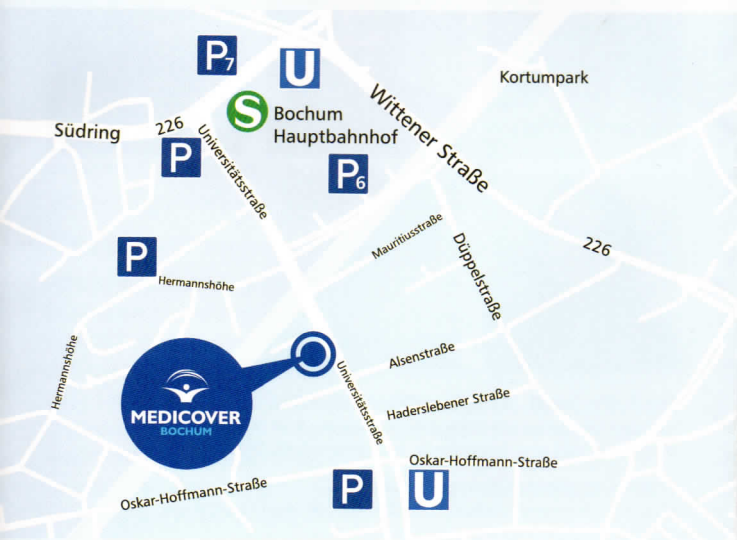 P7
U
Kortumpark
Wittener Straße
S
Bochum
Hauptbahnhof
Südring
226
Universitätsstraße
P
P6
Mauritiusstraße
226
P
Hermannshöhe
Düppelstraße
Hermannshöhe
Alsenstraße
Universitätsstraße
MEDICOVER
BOCHUM
Haderslebener Straße
Oskar-Hoffmann-Straße
Oskar-Hoffmann-Straße
P
U